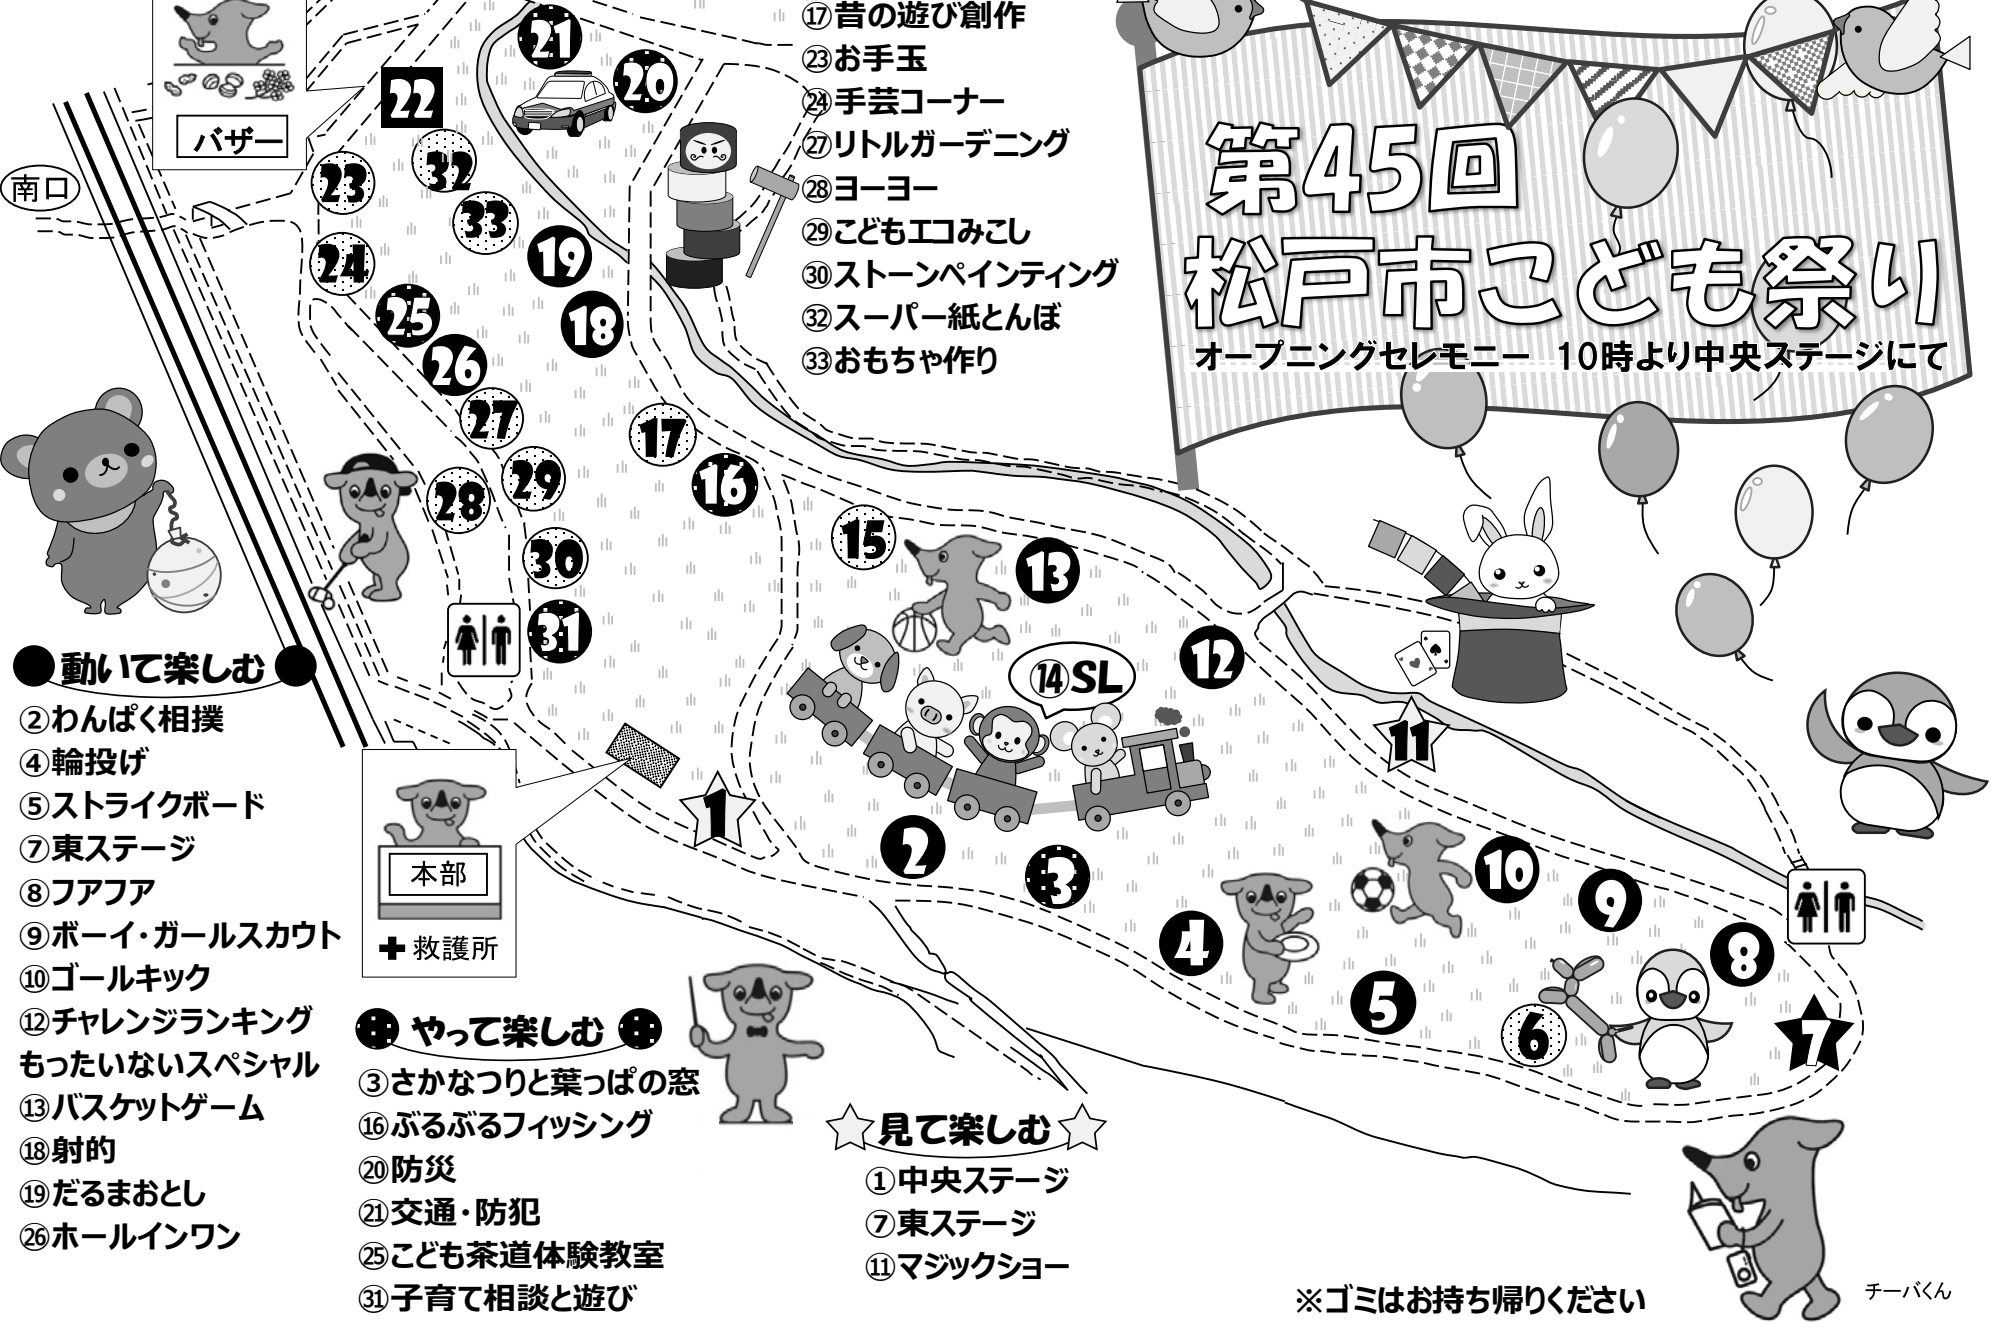 ⑰昔の遊び創作
㉓お手玉
㉔手芸コーナー
㉗リトルガーデニング
㉘ヨーヨー
㉙こどもエコみこし
㉚ストーンペインティング
㉜スーパー紙とんぼ
㉝おもちゃ作り
第45回
松戸市こども祭り
オープニングセレモニー 10時より中央ステージにて
バザー
南口
21
20
22
23
32
33
24
19
25
18
26
27
17
28
29
16
30
15
13
31
12
⑭SL
11
1
2
3
10
9
4
8
5
6
7
動いて楽しむ
②わんぱく相撲
④輪投げ
⑤ストライクボード
⑦東ステージ
⑧フアフア
⑨ボーイ・ガールスカウト
⑩ゴールキック
⑫チャレンジランキング
もったいないスペシャル
⑬バスケットゲーム
⑱射的
⑲だるまおとし
㉖ホールインワン
本部
✚救護所
やって楽しむ
③さかなつりと葉っぱの窓
⑯ぶるぶるフィッシング
⑳防災
㉑交通・防犯
㉕こども茶道体験教室
㉛子育て相談と遊び
見て楽しむ
①中央ステージ
⑦東ステージ
⑪マジックショー
※ゴミはお持ち帰りください
チーバくん